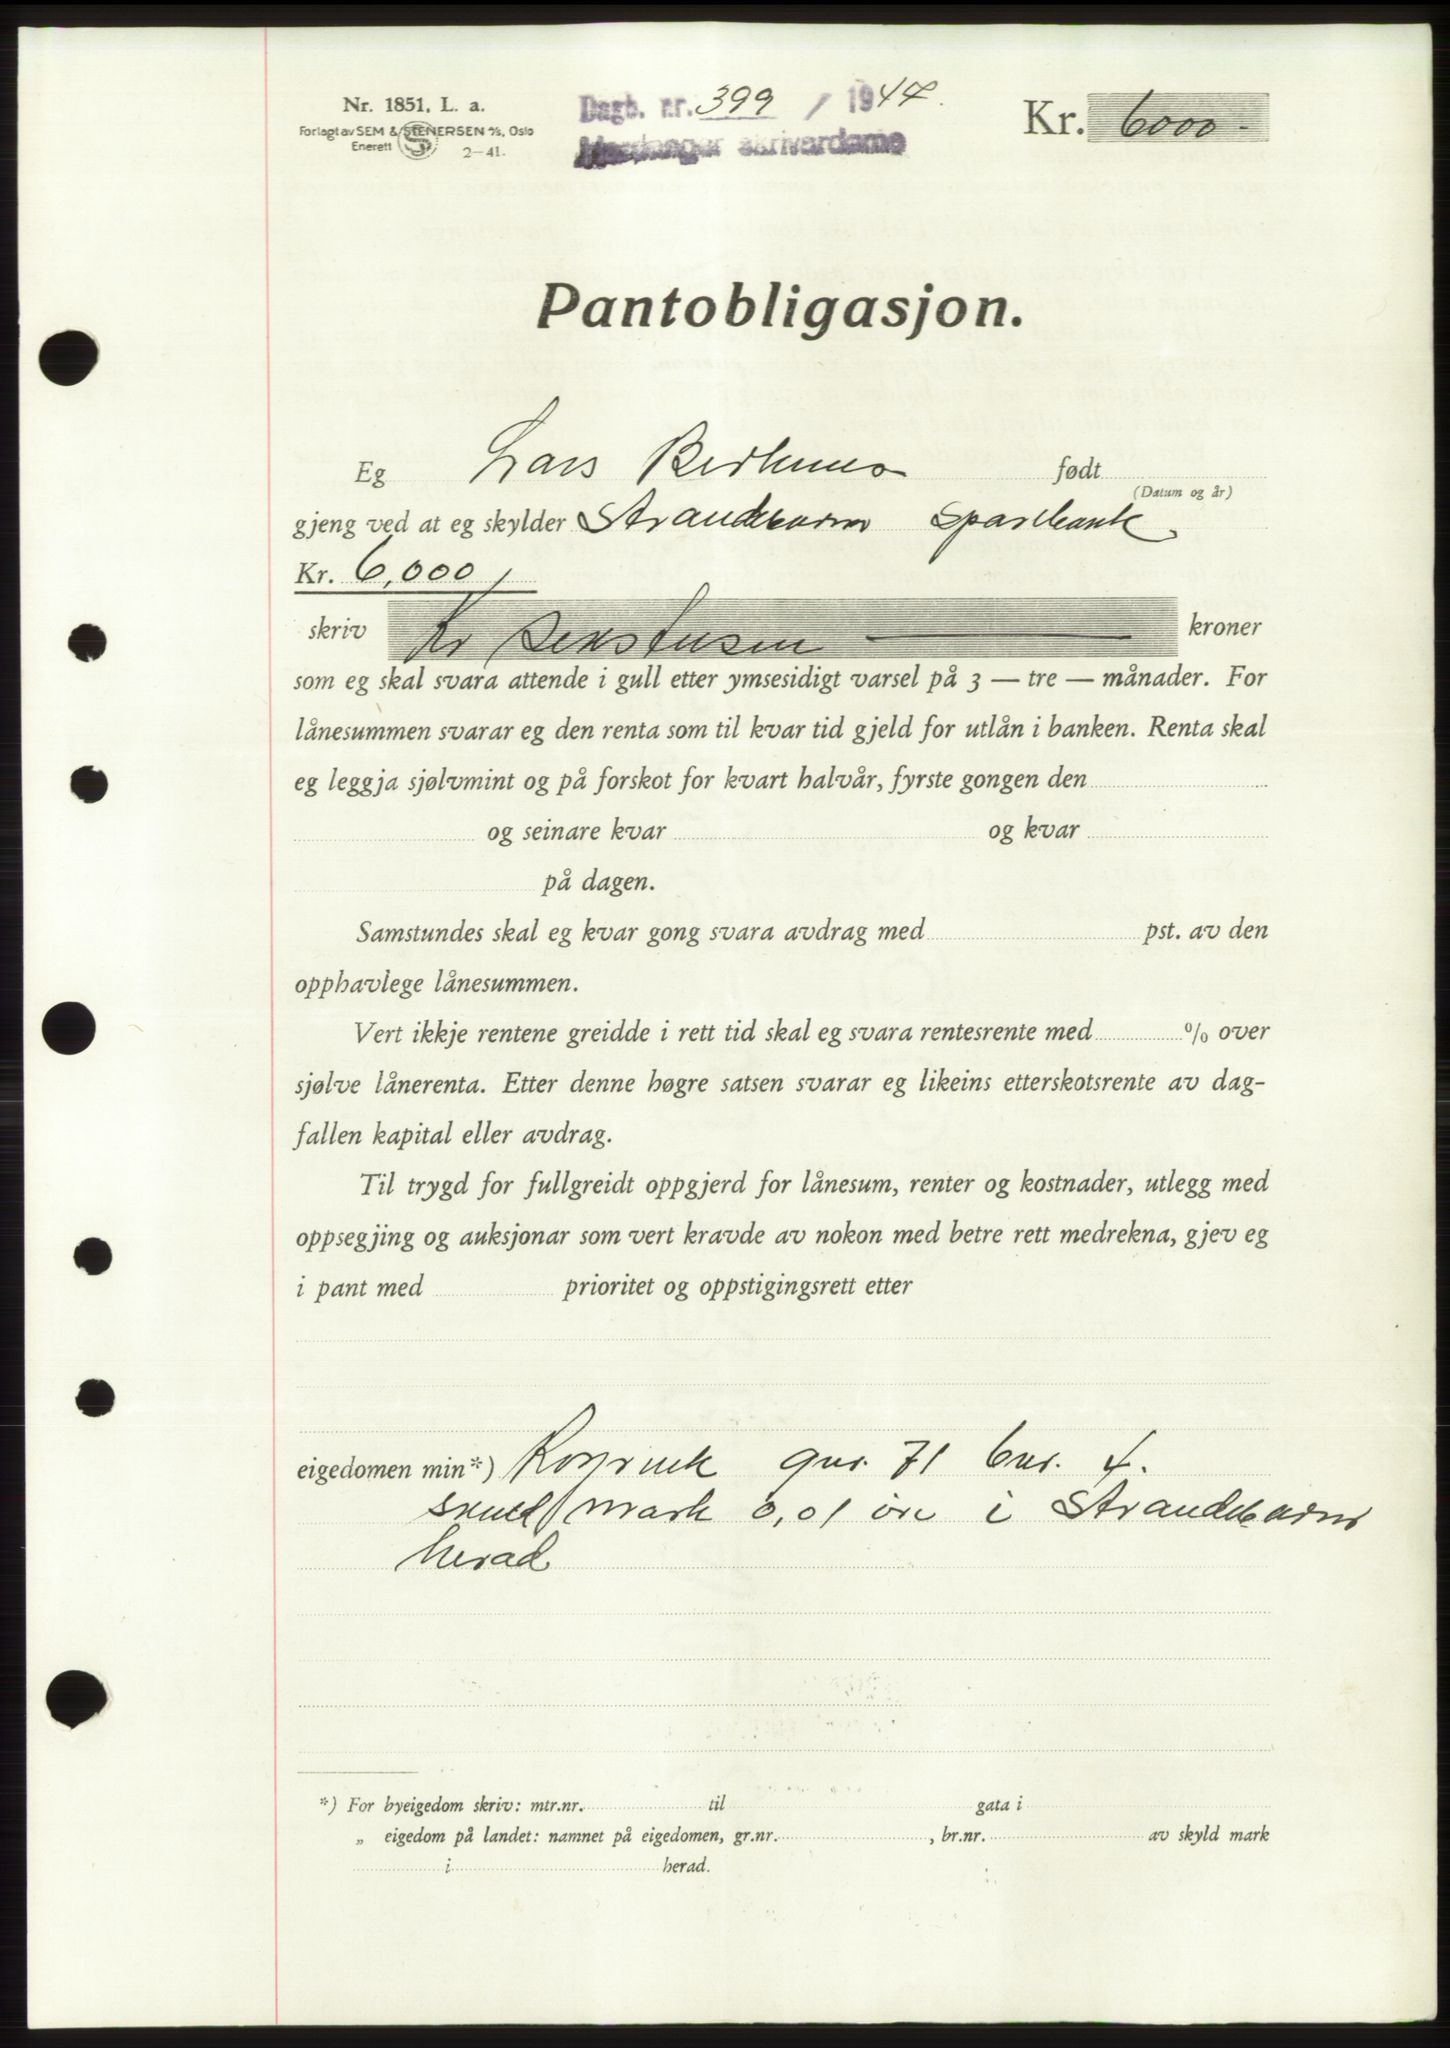 Nr. 1851, L. a.
Forlagt av SEM & STENERSEN A/S, Oslo
Enerett 2-41.
Dagb. nr. 399 / 1944.
Hardanger skrivardøme
Kr. 6000-
Pantobligasjon.
Eg Lars Berhuus født
(Datum og år)
gjeng ved at eg skylder Strandebarm Sparebank
Kr. 6,000,
skriv Kr sekstusen — kroner
som eg skal svara attende i gull etter ymsesidigt varsel på 3 — tre — månader. For
lånesummen svarar eg den renta som til kvar tid gjeld for utlån i banken. Renta skal
eg leggja sjølvmint og på forskot for kvart halvår, fyrste gongen den
og seinare kvar og kvar
på dagen.
Samstundes skal eg kvar gong svara avdrag med pst. av den
opphavlege lånesummen.
Vert ikkje rentene greidde i rett tid skal eg svara rentesrente med % over
sjølve lånerenta. Etter denne høgre satsen svarar eg likeins etterskotsrente av dag-
fallen kapital eller avdrag.
Til trygd for fullgreidt oppgjerd for lånesum, renter og kostnader, utlegg med
oppsegjing og auksjonar som vert kravde av nokon med betre rett medrekna, gjev eg
i pant med prioritet og oppstigingsrett etter
eigedomen min*) gnr. 71 bnr. 4.
mark 0,01 øre i Strandebarm
herad
*) For byeigedom skriv: mtr.nr. til gata i
„ eigedom på landet: namnet på eigedomen, gr.nr. , br.nr. av skyld mark
i herad.